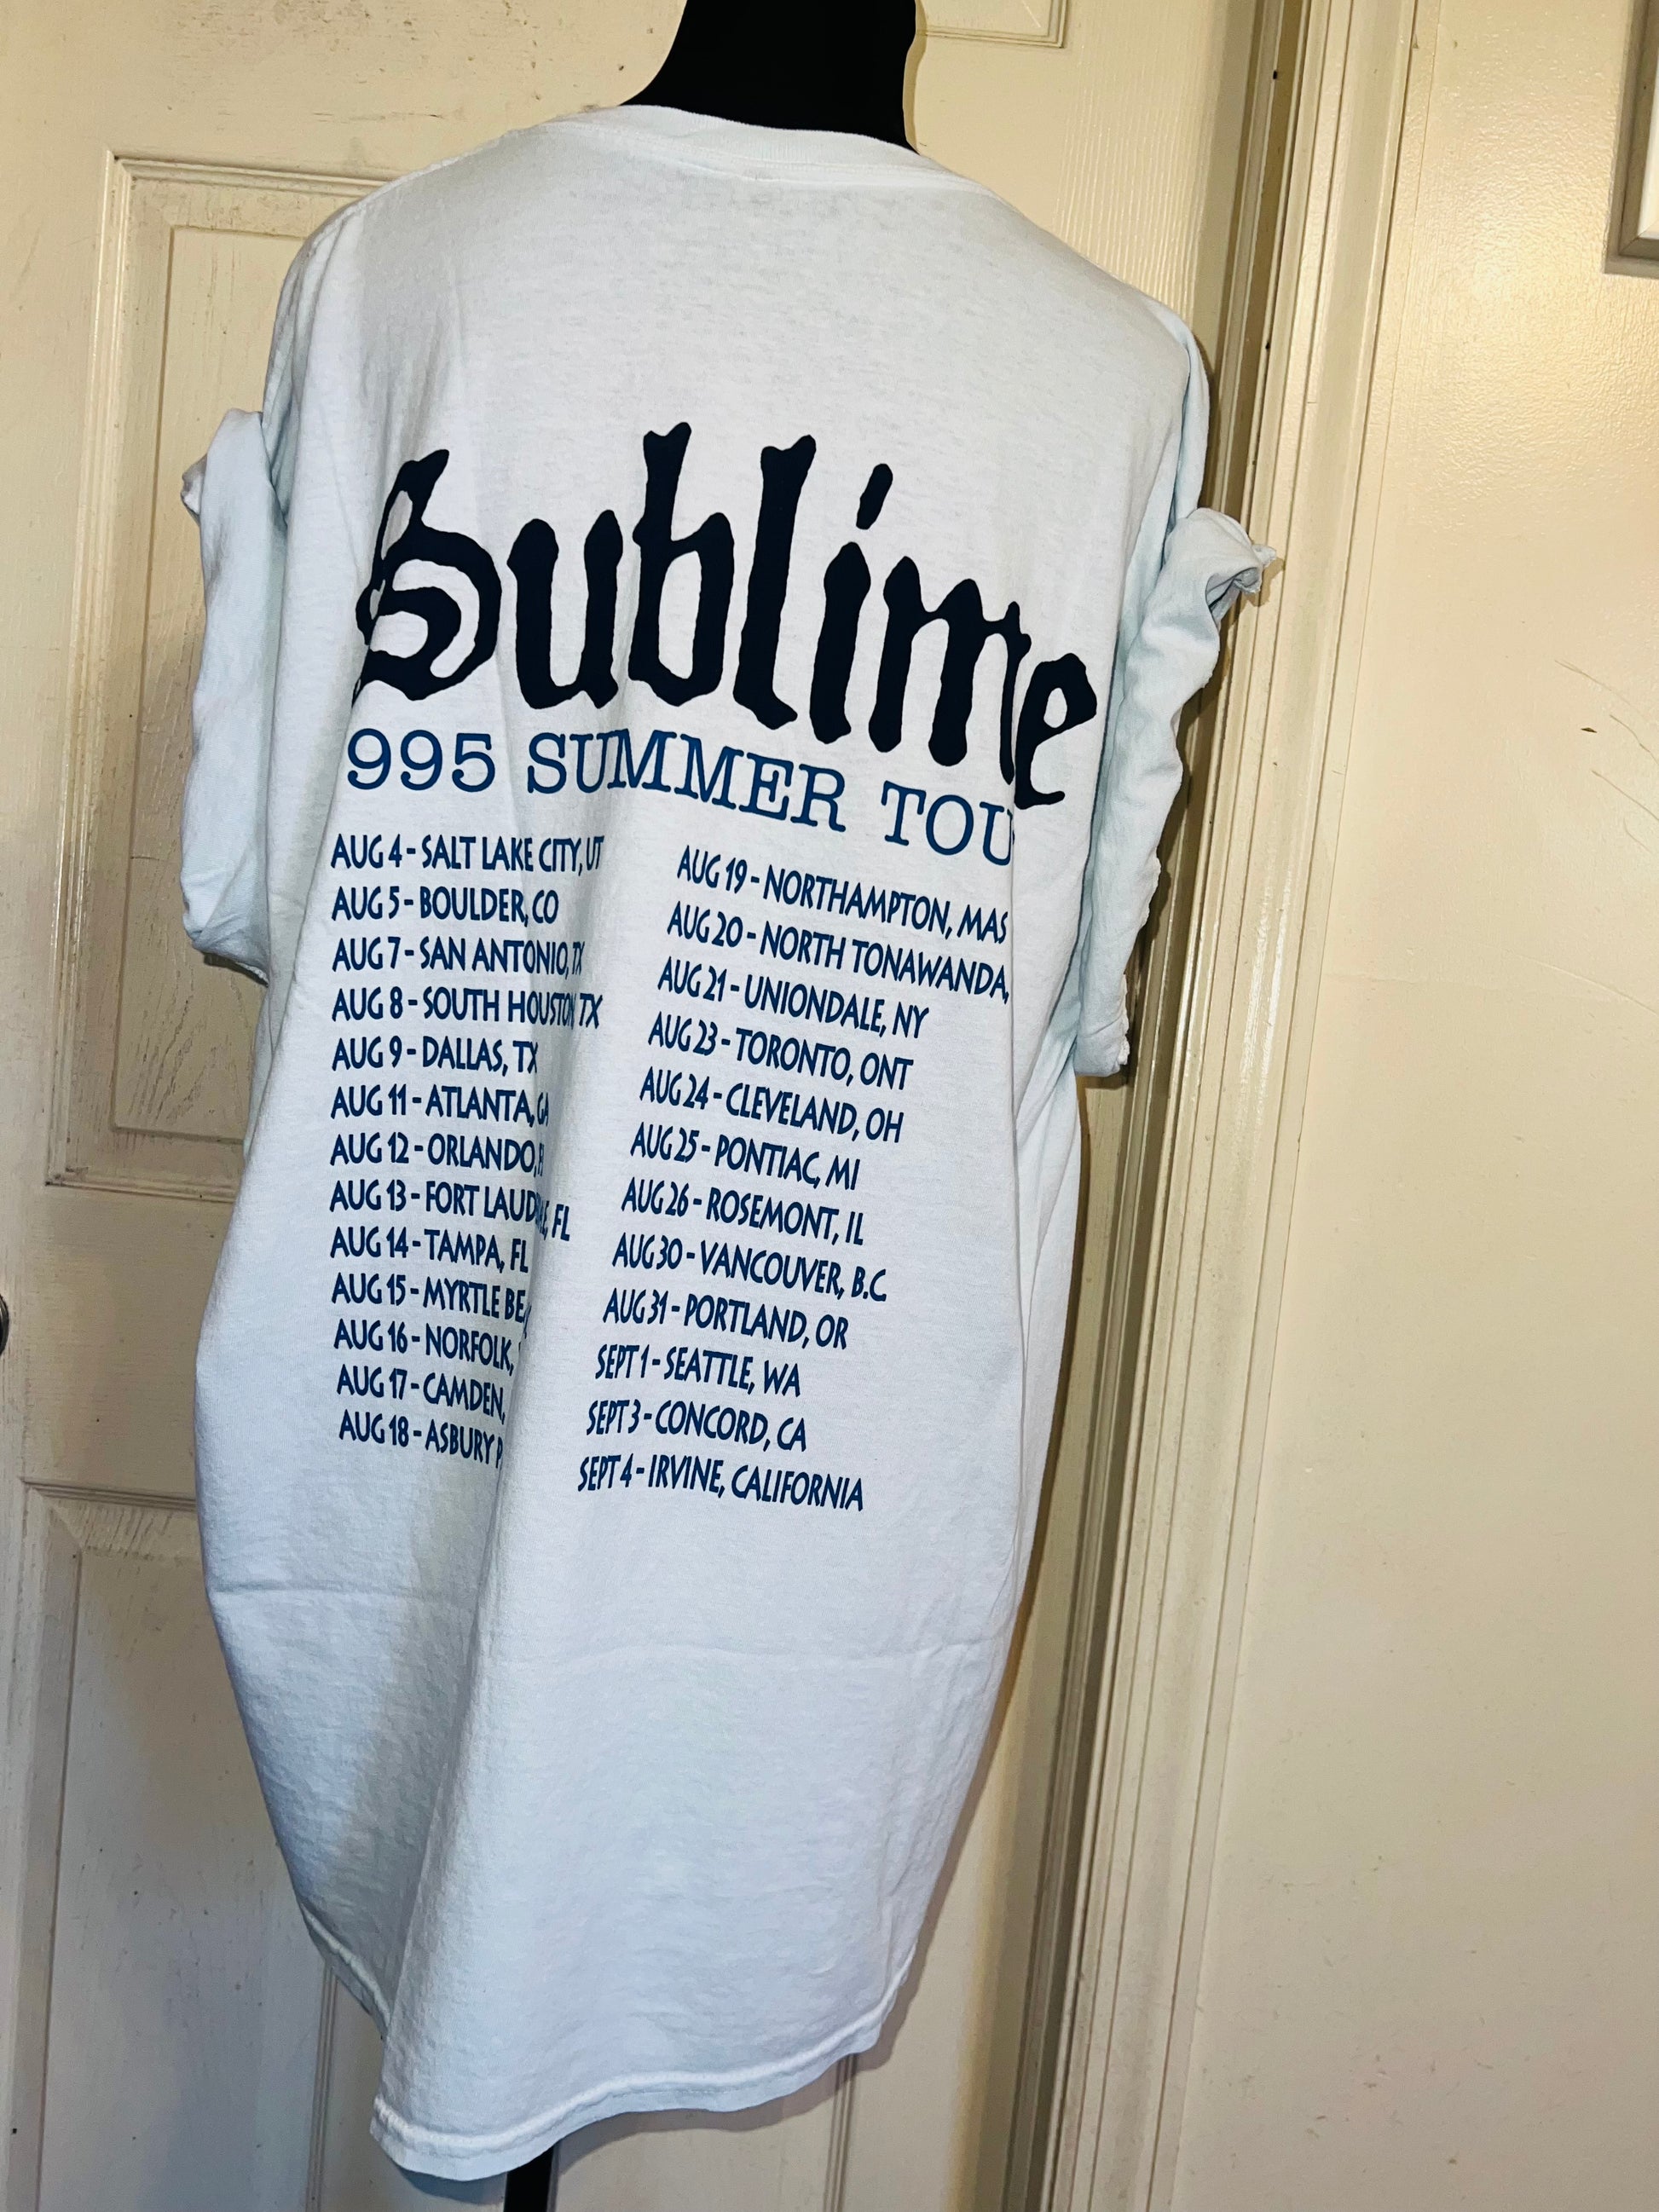 Sublime
995 SUMMER TOU
AUG 4 - SALT LAKE CITY, UT
AUG 5 - BOULDER, CO
AUG 7 - SAN ANTONIO, TX
AUG 8 - SOUTH HOUSTON, TX
AUG 9 - DALLAS, TX
AUG 11 - ATLANTA, GA
AUG 12 - ORLANDO,
AUG 13 - FORT LAUD FL
AUG 14 - TAMPA, FL
AUG 15 - MYRTLE BEA
AUG 16 - NORFOLK,
AUG 17 - CAMDEN,
AUG 18 - ASBURY P
AUG 19 - NORTHAMPTON, MAS
AUG 20 - NORTH TONAWANDA,
AUG 21 - UNIONDALE, NY
AUG 23 - TORONTO, ONT
AUG 24 - CLEVELAND, OH
AUG 25 - PONTIAC, MI
AUG 26 - ROSEMONT, IL
AUG 30 - VANCOUVER, B.C
AUG 31 - PORTLAND, OR
SEPT 1 - SEATTLE, WA
SEPT 3 - CONCORD, CA
SEPT 4 - IRVINE, CALIFORNIA